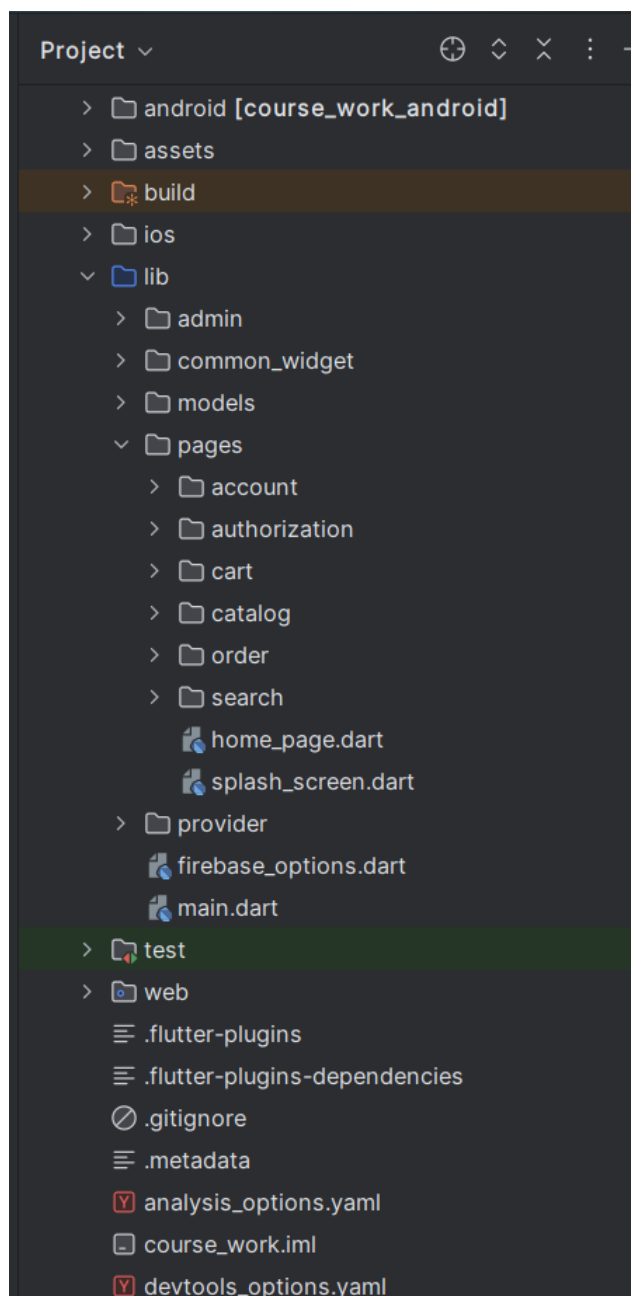 Project
android [course_work_android]
assets
build
ios
lib
admin
common_widget
models
pages
account
authorization
cart
catalog
order
search
home_page.dart
splash_screen.dart
provider
firebase_options.dart
main.dart
test
web
.flutter-plugins
.flutter-plugins-dependencies
.gitignore
.metadata
analysis_options.yaml
course_work.iml
devtools_options.yaml